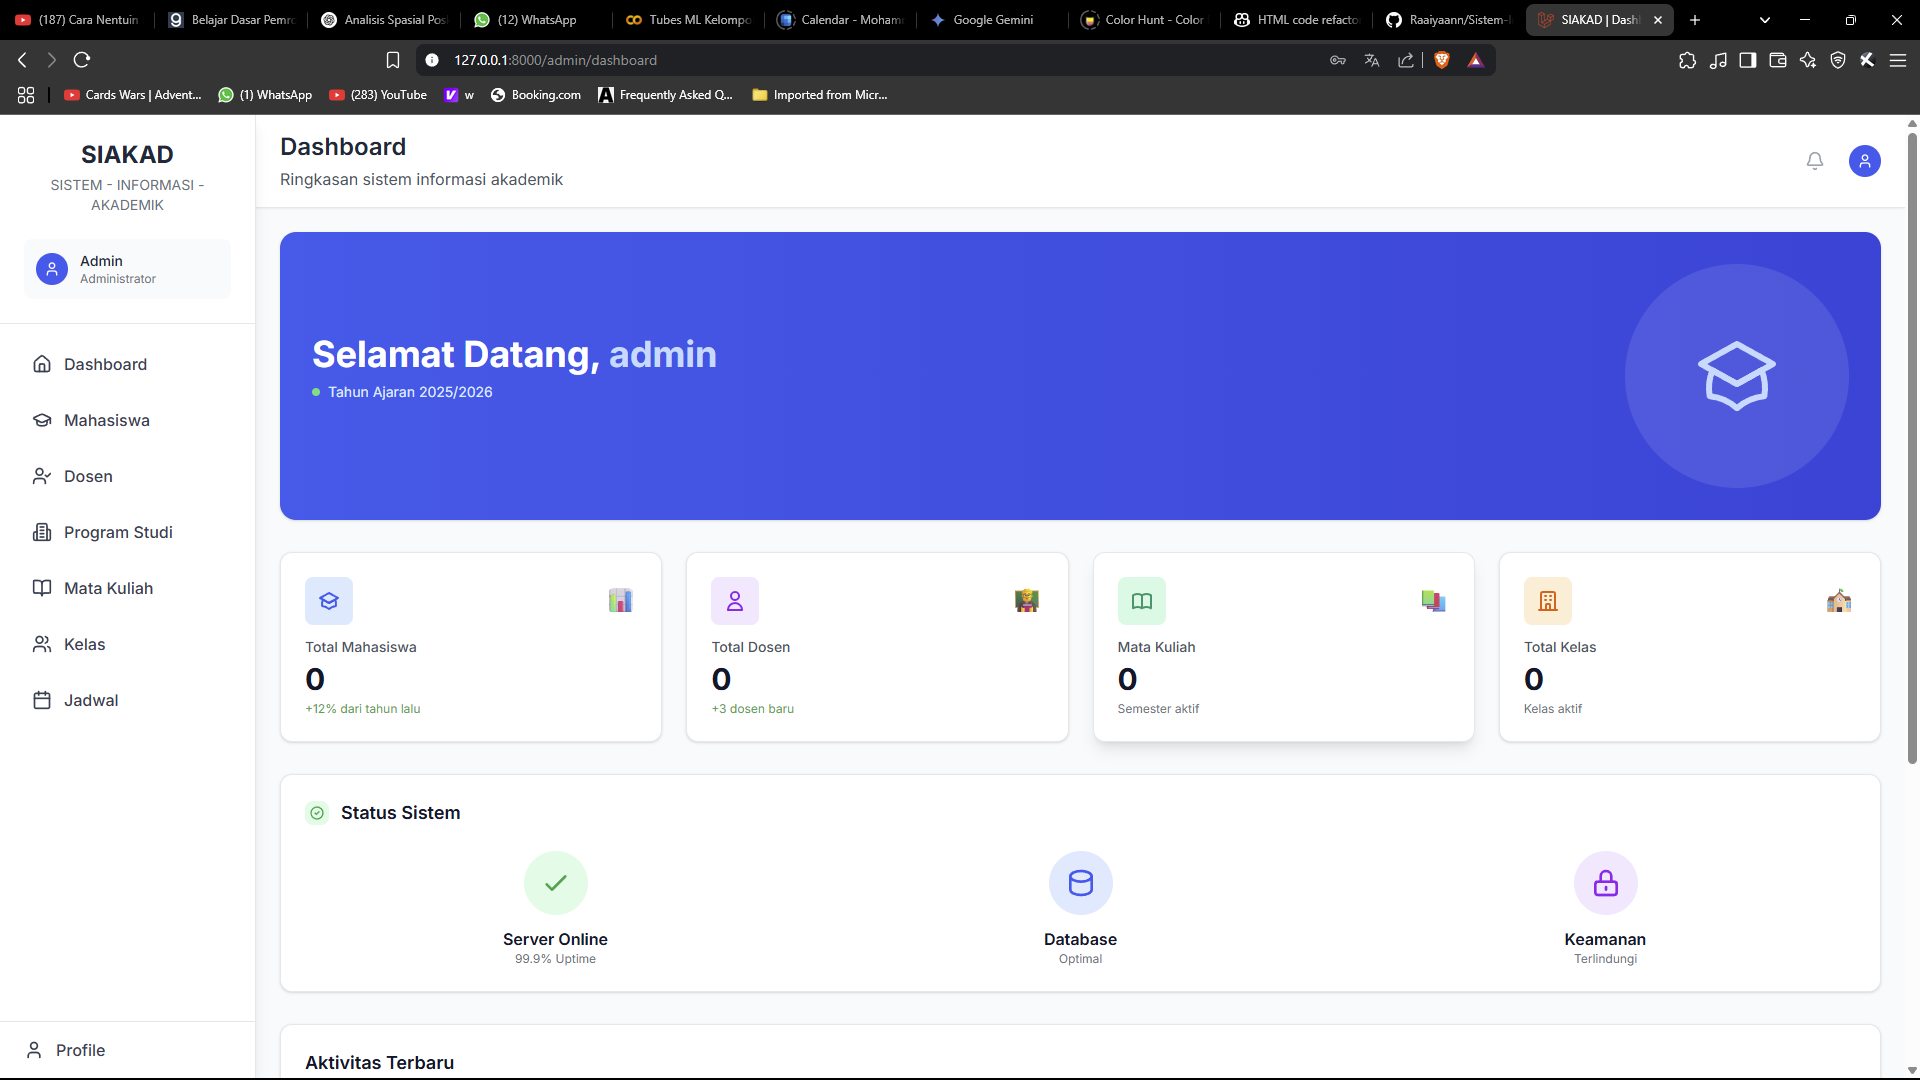 (187) Cara Nentuin
Belajar Dasar Pemro
Analisis Spasial Posk
(12) WhatsApp
Tubes ML Kelompo
Calendar - Moham
Google Gemini
Color Hunt - Color
HTML code refacto
Raaiyaann/Sistem-I
SIAKAD | Dash
127.0.0.1:8000/admin/dashboard
Cards Wars | Advent...
(1) WhatsApp
(283) YouTube
w
Booking.com
Frequently Asked Q...
Imported from Micr...
SIAKAD
SISTEM - INFORMASI -
AKADEMIK
Admin
Administrator
Dashboard
Mahasiswa
Dosen
Program Studi
Mata Kuliah
Kelas
Jadwal
Profile
Dashboard
Ringkasan sistem informasi akademik
Selamat Datang, admin
Tahun Ajaran 2025/2026
Total Mahasiswa
0
+12% dari tahun lalu
Total Dosen
0
+3 dosen baru
Mata Kuliah
0
Semester aktif
Total Kelas
0
Kelas aktif
Status Sistem
Server Online
99.9% Uptime
Database
Optimal
Keamanan
Terlindungi
Aktivitas Terbaru